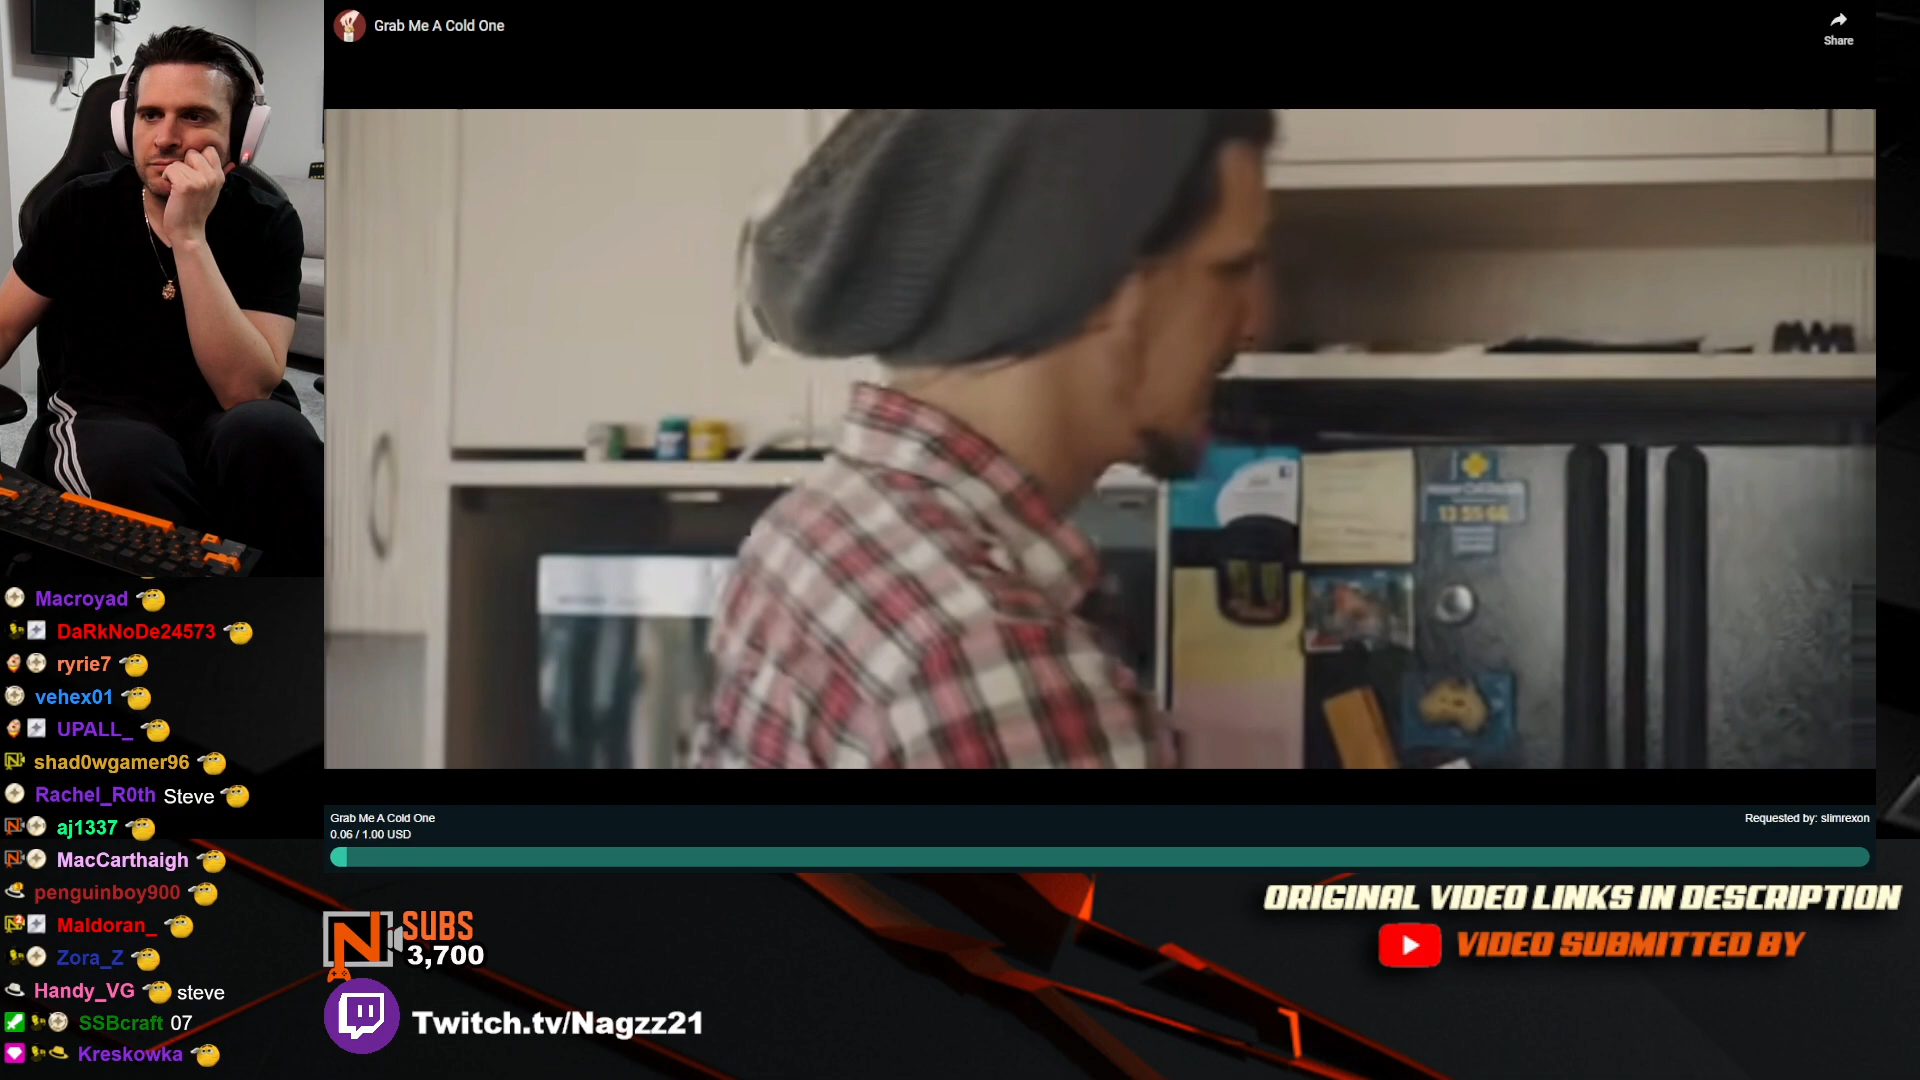 Grab Me A Cold One
Share
Macroyad
DaRkNoDe24573
ryrie7
vehex01
UPALL_
shad0wgamer96
Rachel_R0th Steve
aj1337
MacCarthaigh
penguinboy900
Maldoran_
Zora_Z
Handy_VG steve
SSBcraft 07
Kreskowka
Grab Me A Cold One
0.06 / 1.00 USD
Requested by: slimrexon
N SUBS
3,700
Twitch.tv/Nagzz21
ORIGINAL VIDEO LINKS IN DESCRIPTION
VIDEO SUBMITTED BY